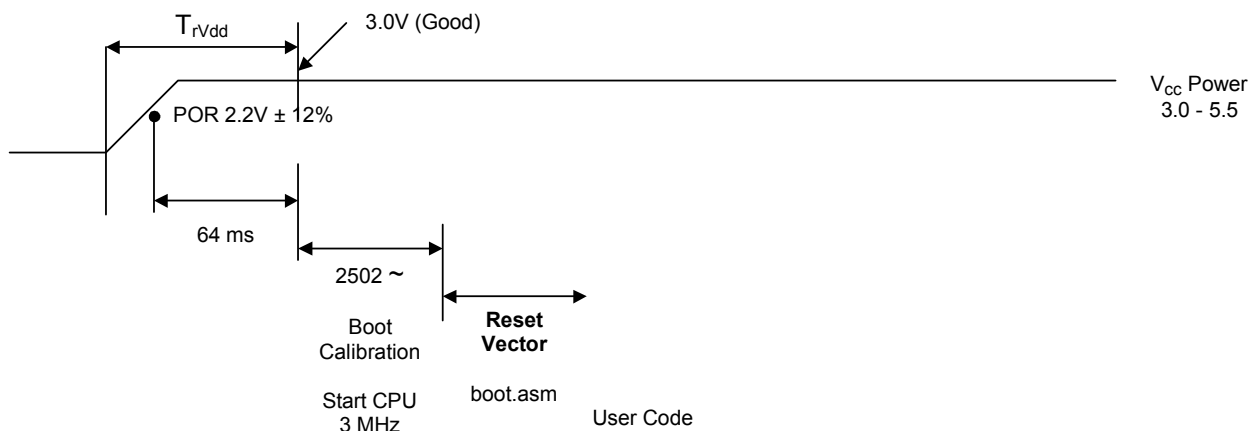 TrVdd
3.0V (Good)
VCC Power
3.0 - 5.5
POR 2.2V ± 12%
64 ms
2502 ~
Boot
Calibration
Start CPU
3 MHz
Reset
Vector
boot.asm
User Code